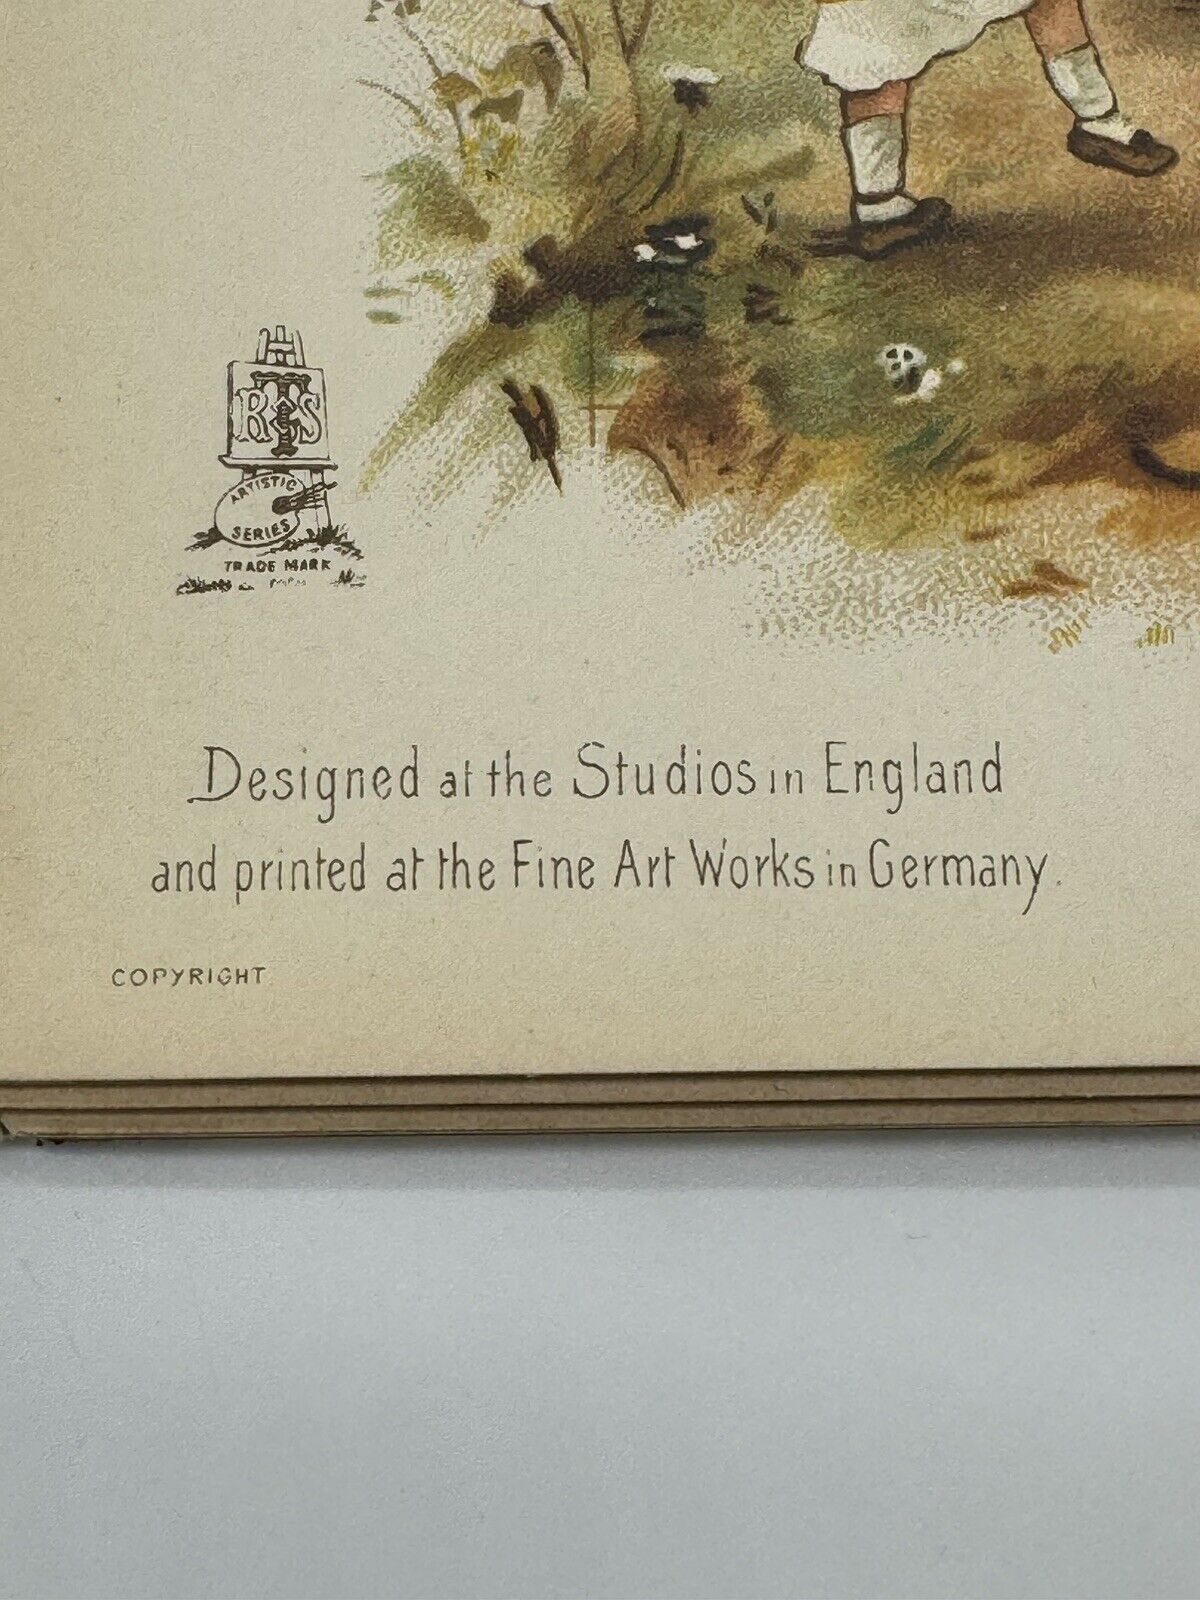 RTS
&
ARTISTIC
SERIES
TRADE MARK
Designed at the Studios in England
and printed at the Fine Art Works in Germany.
COPYRIGHT